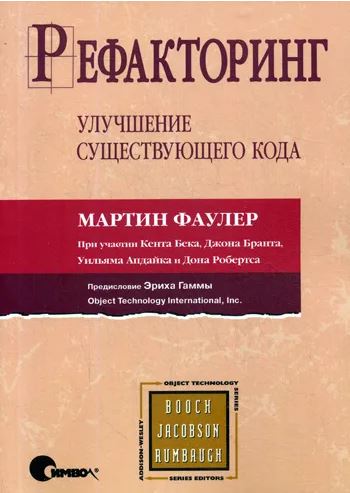 РЕФАКТОРИНГ
УЛУЧШЕНИЕ
СУЩЕСТВУЮЩЕГО КОДА
МАРТИН ФАУЛЕР
При участии Кента Бека, Джона Бранта,
Уильяма Апдайка и Дона Робертса
Предисловие Эриха Гаммы
Object Technology International, Inc.
OBJECT TECHNOLOGY
SERIES
ADDISON-WESLEY
BOOCH
JACOBSON
RUMBAUGH
SERIES EDITORS
СИМВОЛ®